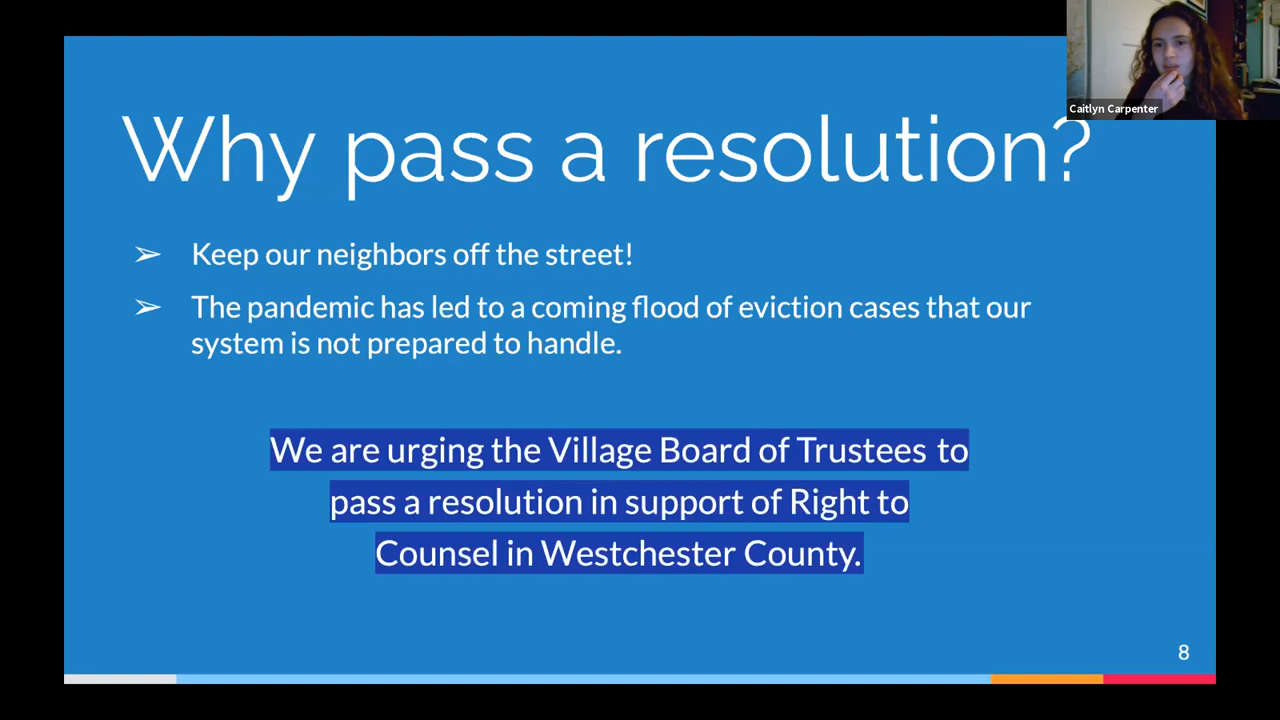 Caitlyn Carpenter
Why pass a resolution?
➢ Keep our neighbors off the street!
➢ The pandemic has led to a coming flood of eviction cases that our
system is not prepared to handle.
We are urging the Village Board of Trustees to
pass a resolution in support of Right to
Counsel in Westchester County.
8